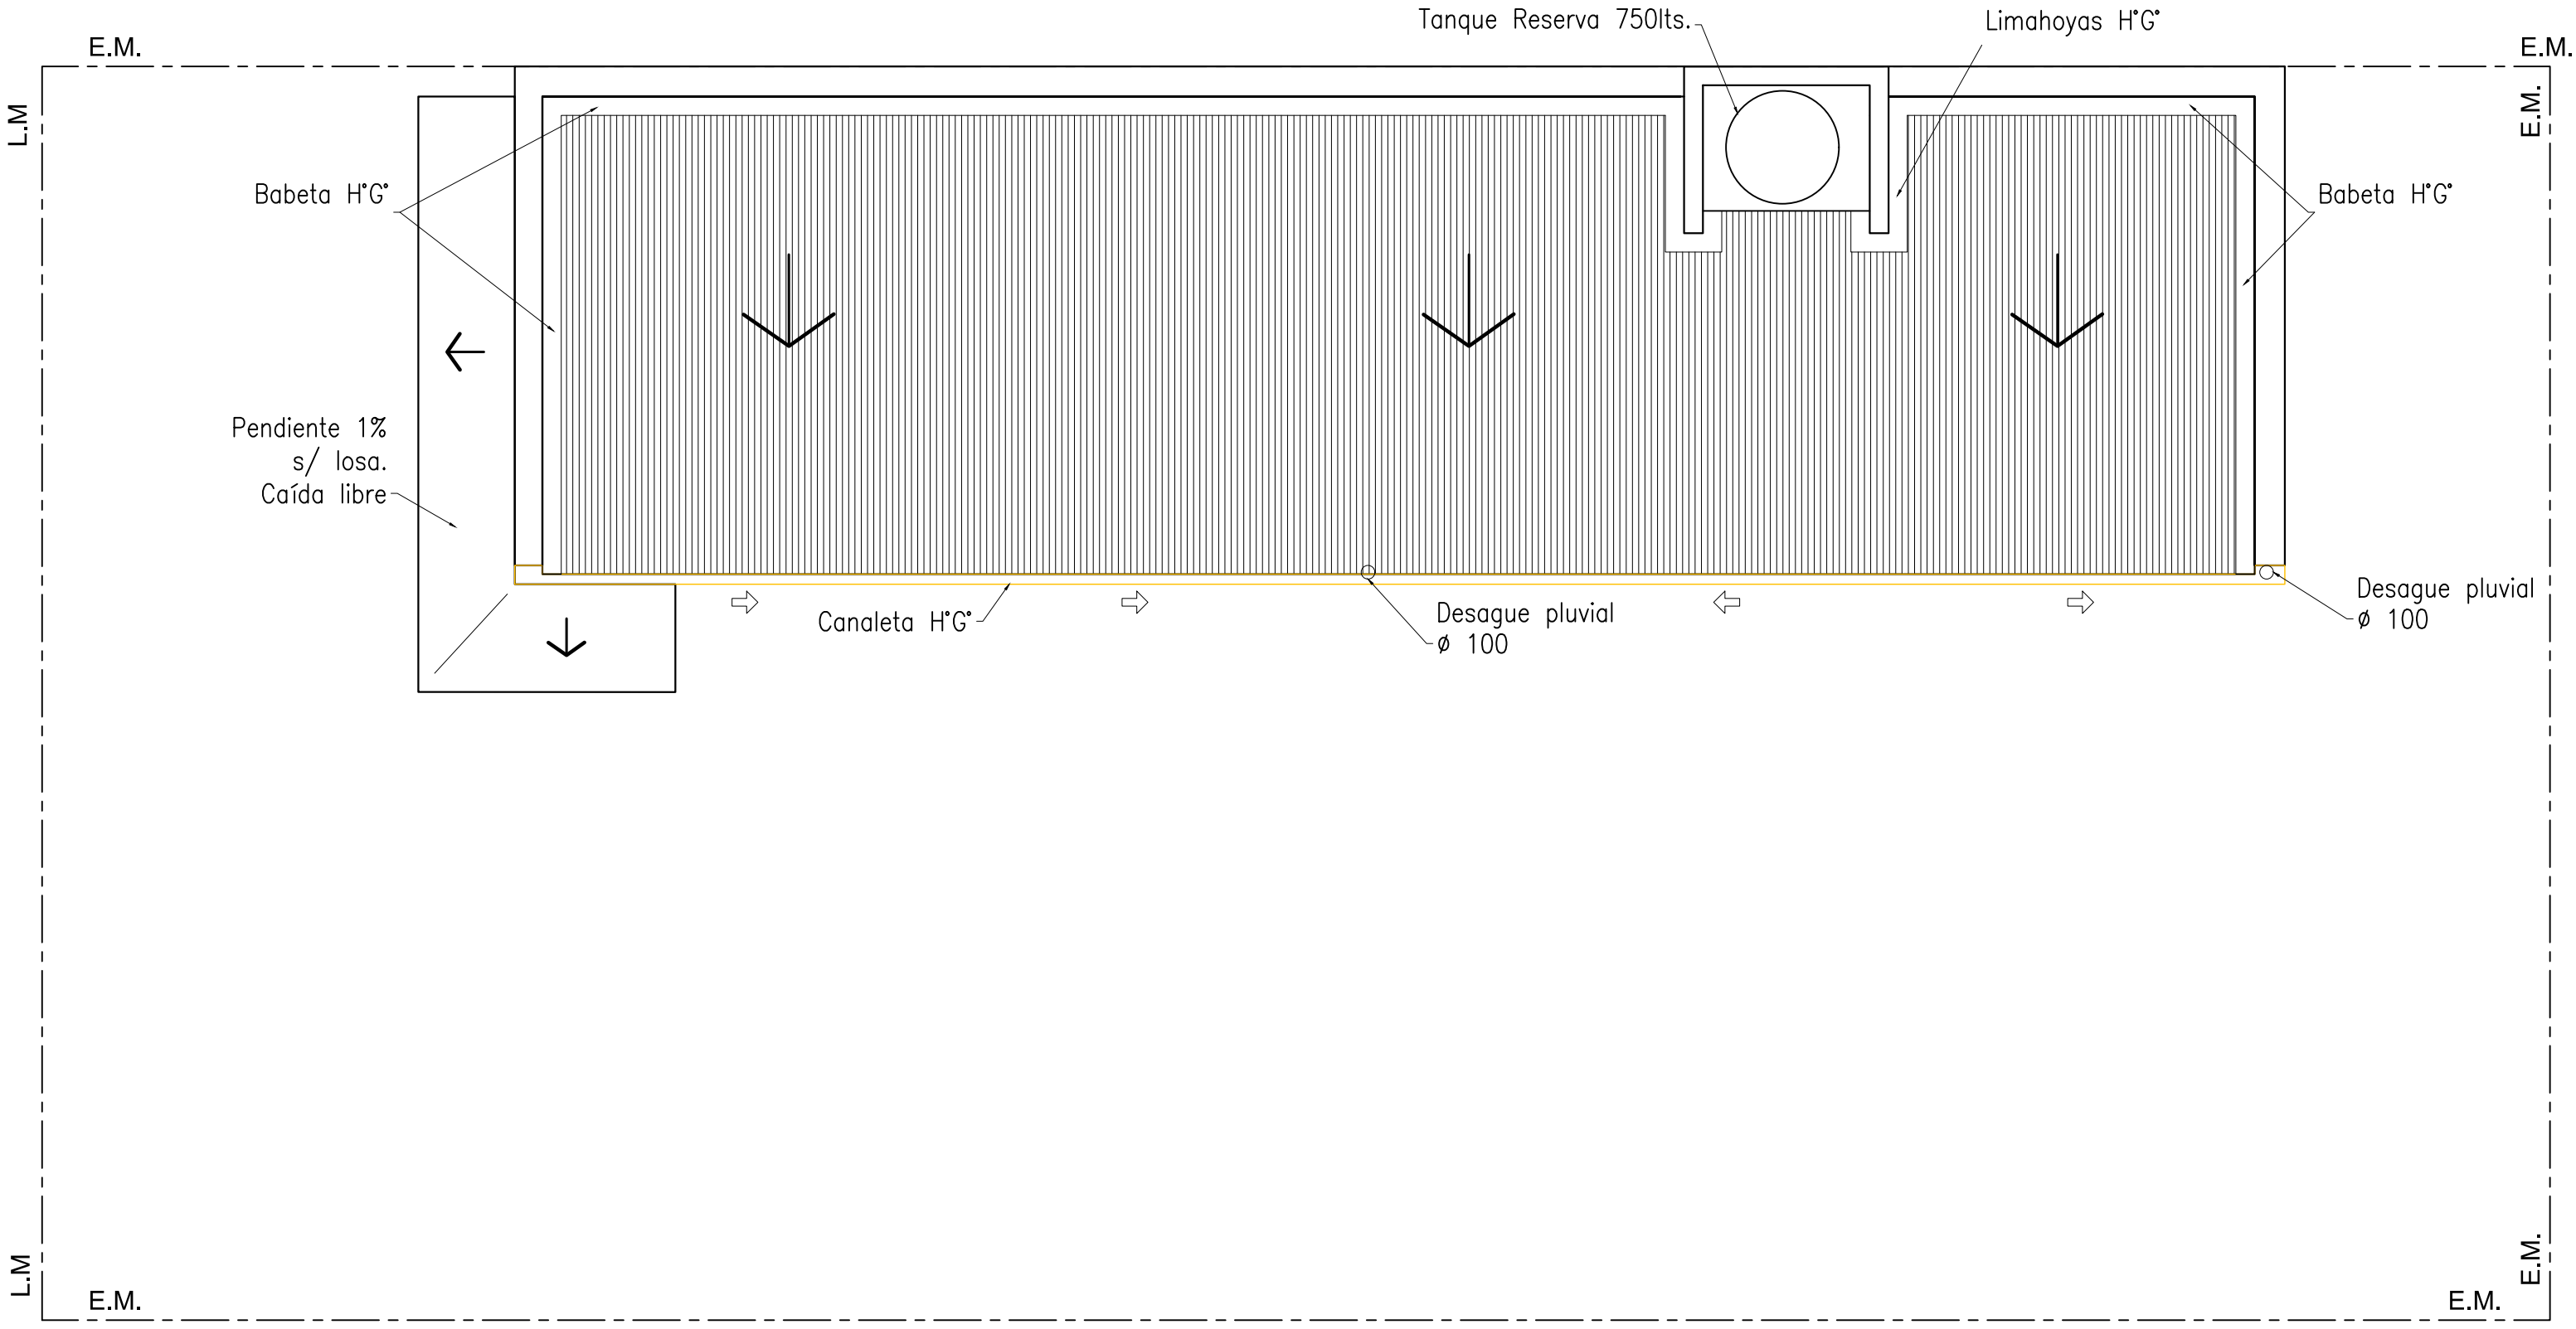 Tanque Reserva 750lts.
Limahoyas H°G°
E.M.
E.M.
L.M
E.M.
Babeta H°G°
Babeta H°G°
Pendiente 1%
s/ losa.
Caída libre
Canaleta H°G°
Desague pluvial
ø 100
Desague pluvial
ø 100
L.M
E.M.
E.M.
E.M.